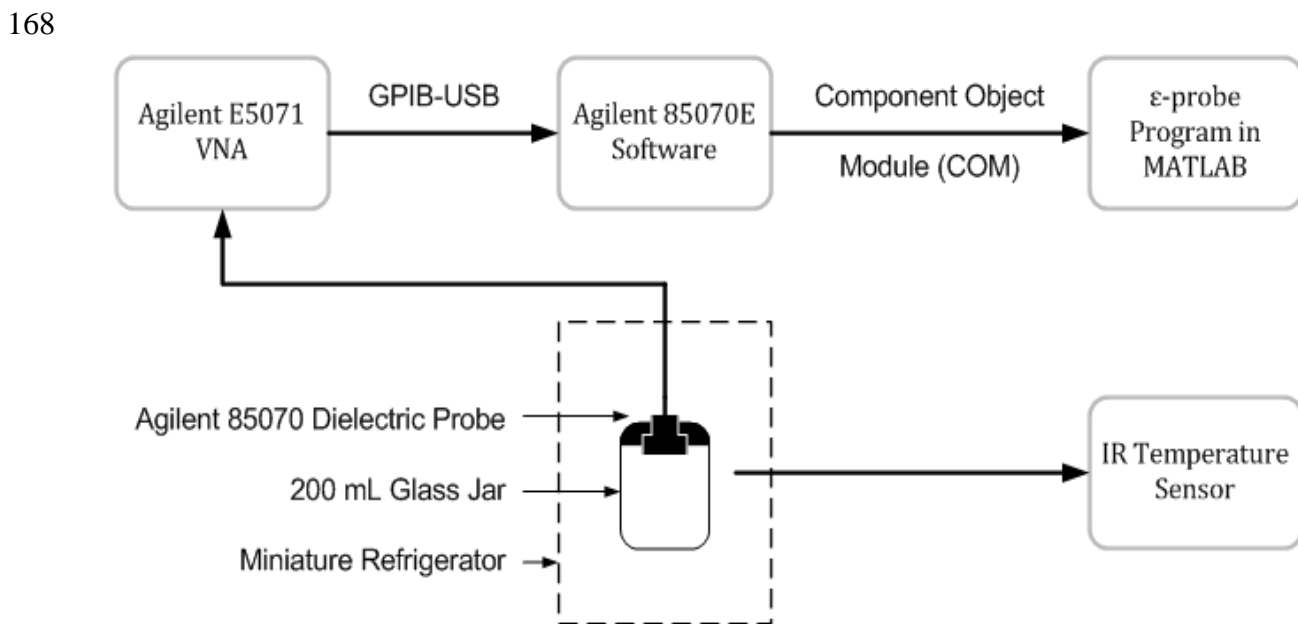 168
Agilent E5071
VNA
GPIB-USB
Agilent 85070E
Software
Component Object
Module (COM)
ε-probe
Program in
MATLAB
Agilent 85070 Dielectric Probe
200 mL Glass Jar
Miniature Refrigerator
IR Temperature
Sensor